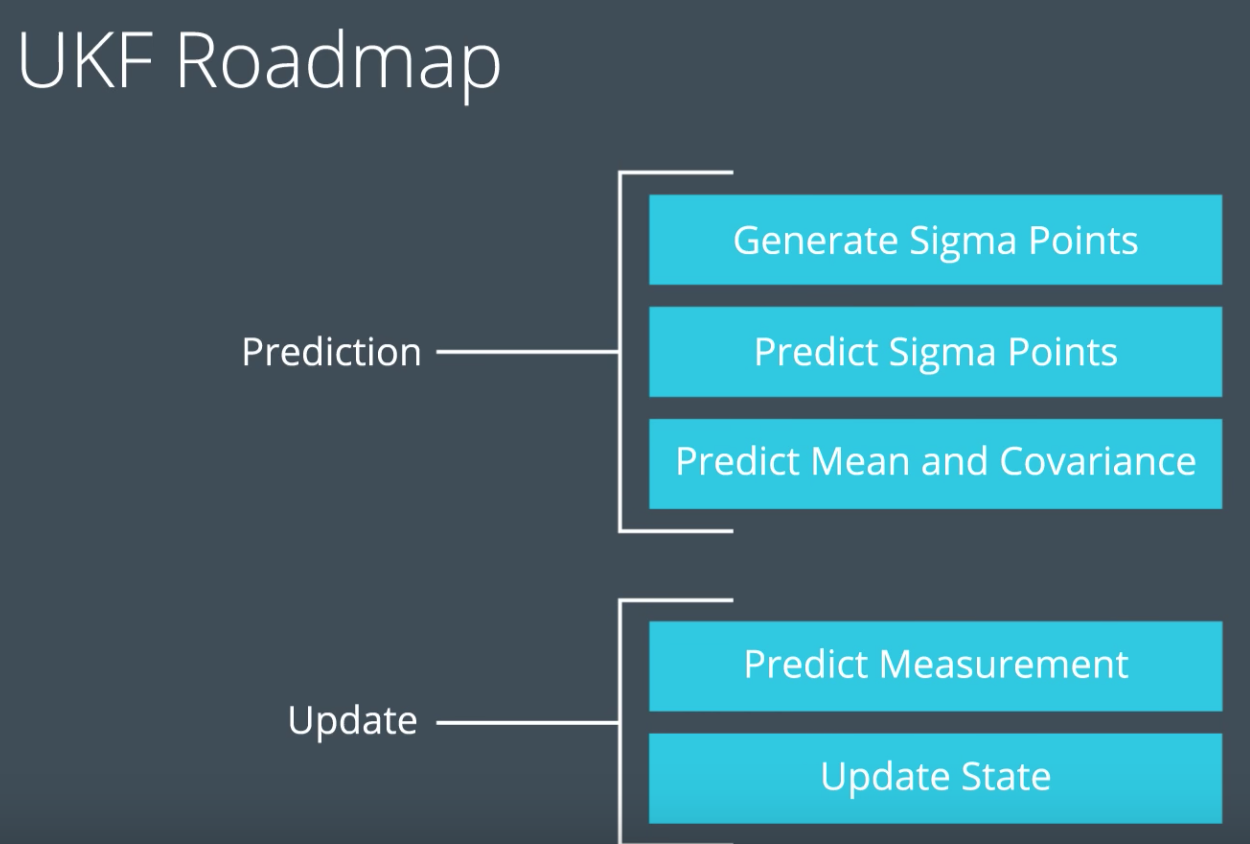 UKF Roadmap
Prediction
Generate Sigma Points
Predict Sigma Points
Predict Mean and Covariance
Update
Predict Measurement
Update State